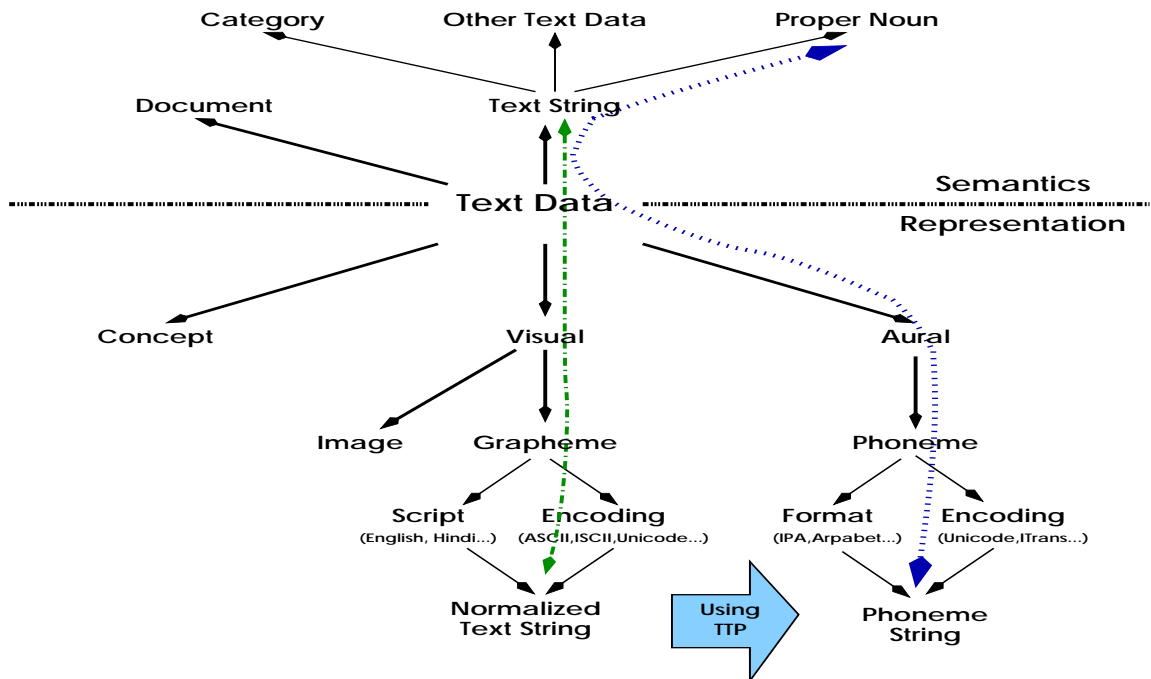 Category
Other Text Data
Proper Noun
Document
Text String
Semantics
Text Data
Representation
Concept
Visual
Aural
Image
Grapheme
Phoneme
Script
Encoding
Format
Encoding
(English, Hindi...)
(ASCII,ISCII,Unicode...)
(IPA,Arpabet...)
(Unicode,ITrans...)
Normalized
Text String
Using
TTP
Phoneme
String